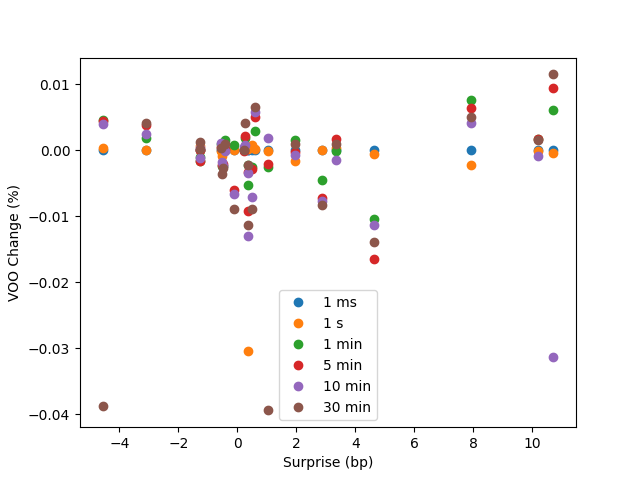 0.01
0.00
−0.01
−0.02
−0.03
−0.04
VOO Change (%)
1 ms
1 s
1 min
5 min
10 min
30 min
−4
−2
0
2
4
6
8
10
Surprise (bp)